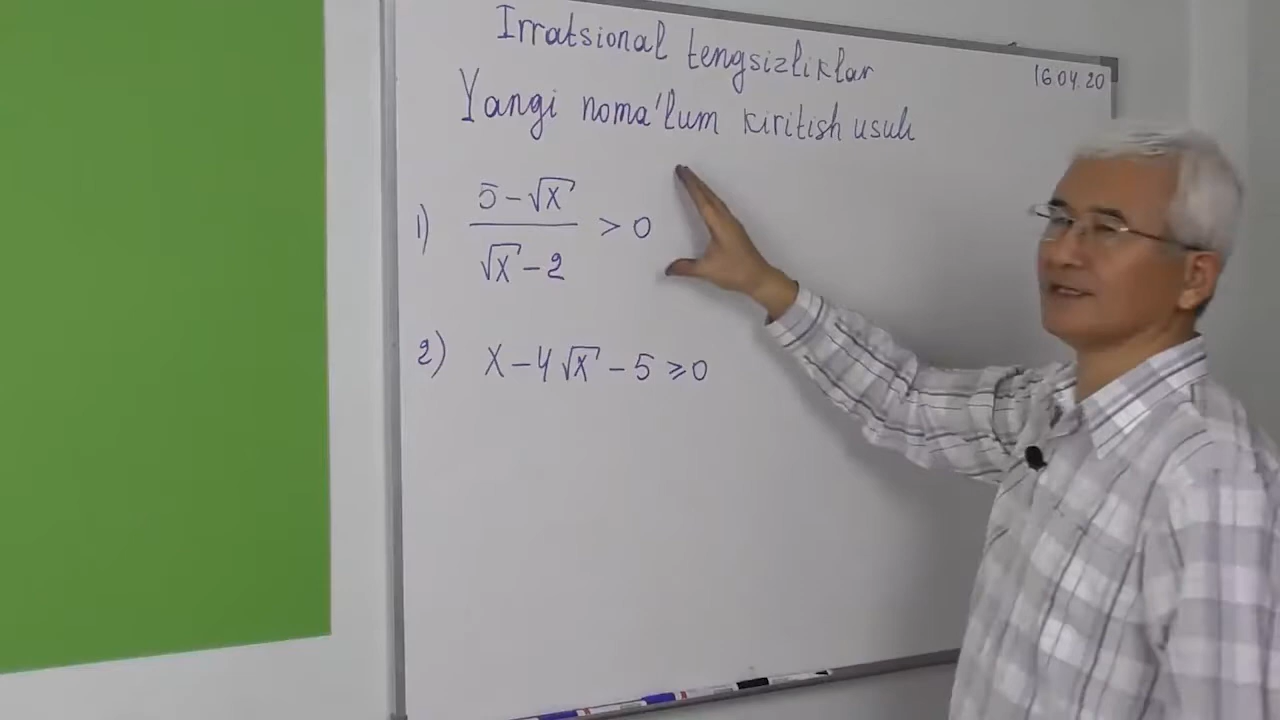 Irratsional tengsizliklar
16.04.20
Yangi noma'lum kiritish usuli
1) (5-√x)/(√x-2) > 0
2) x-4√x-5≥0